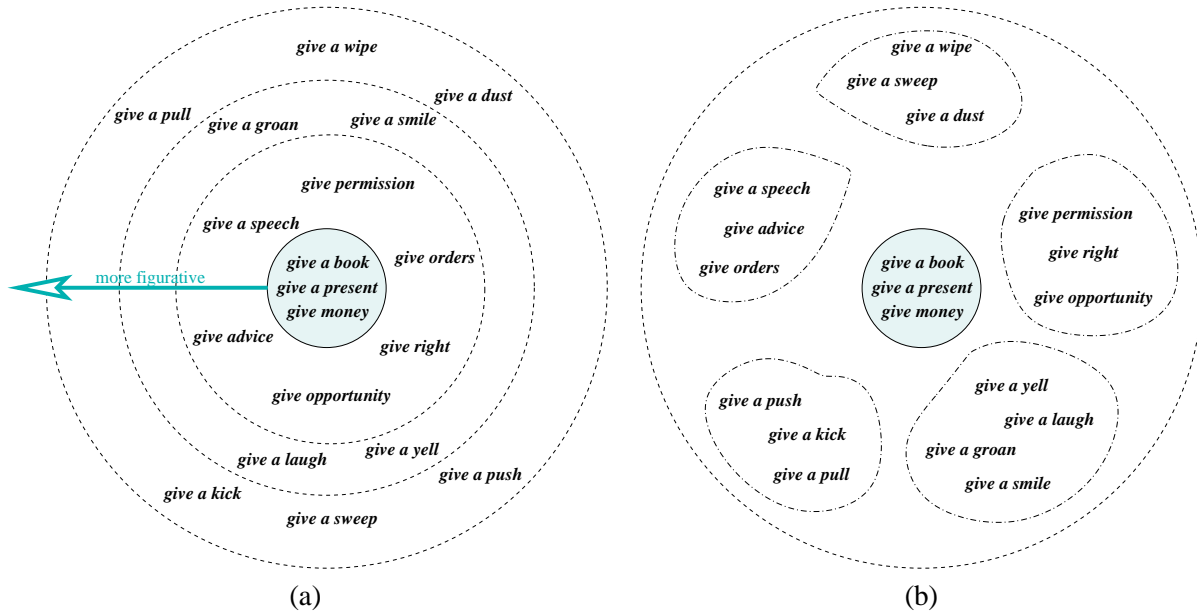 give a wipe
give a dust
give a pull
give a smile
give a groan
give permission
give a speech
give orders
give a book
more figurative
give a present
give money
give advice
give right
give opportunity
give a yell
give a laugh
give a push
give a kick
give a sweep
(a)
give a wipe
give a sweep
give a dust
give a speech
give advice
give orders
give permission
give right
give opportunity
give a book
give a present
give money
give a push
give a kick
give a pull
give a yell
give a laugh
give a groan
give a smile
(b)